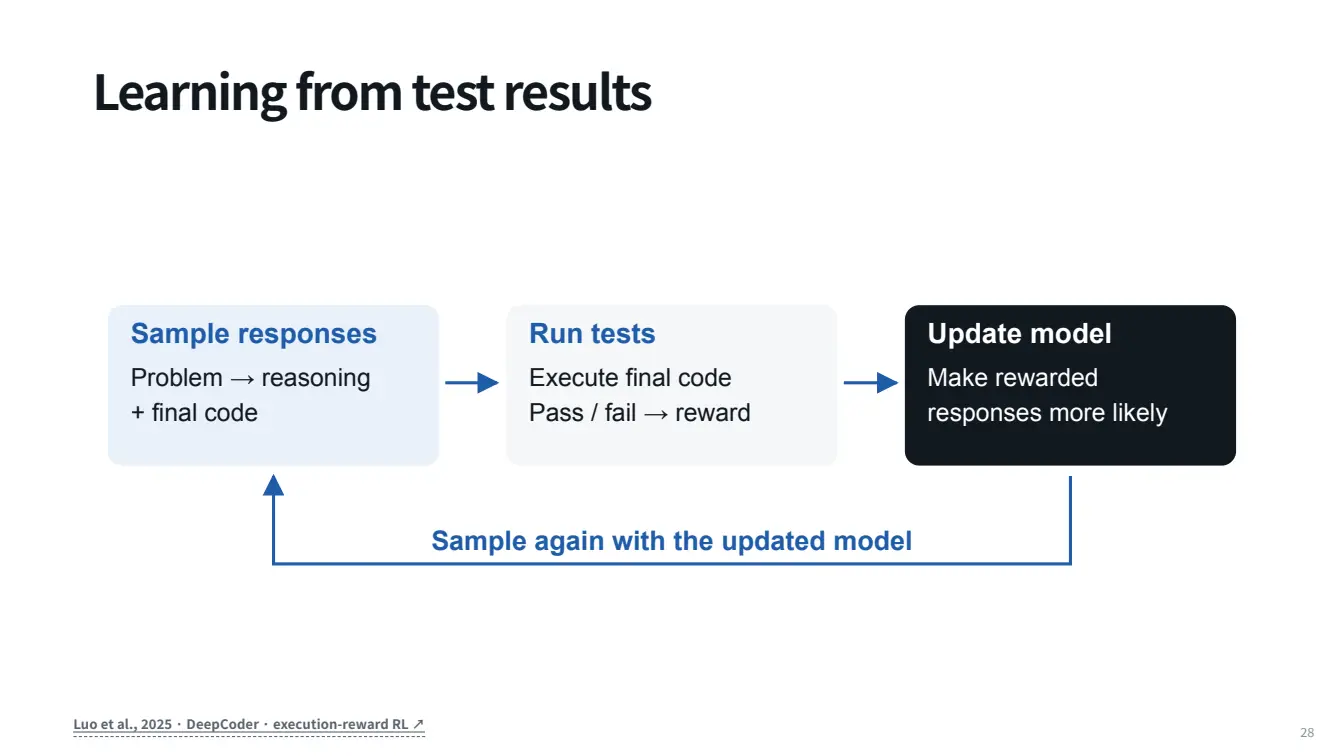 Learning from test results
Sample responses
Problem → reasoning
+ final code
Run tests
Execute final code
Pass / fail → reward
Update model
Make rewarded
responses more likely
Sample again with the updated model
Luo et al., 2025 · DeepCoder · execution-reward RL ↗
28